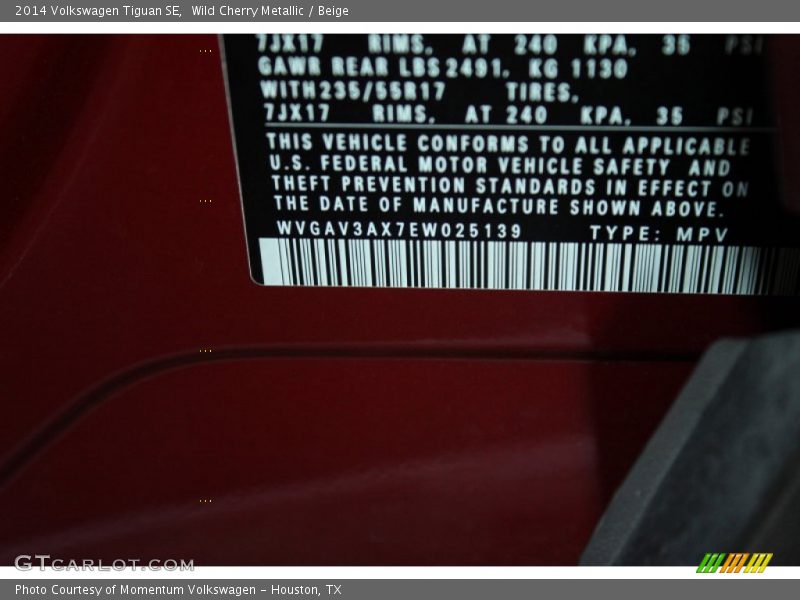 2014 Volkswagen Tiguan SE,  Wild Cherry Metallic / Beige
7JX17 RIMS, AT 240 KPA, 35 PSI
GAWR REAR LBS 2491, KG 1130
WITH 235/55R17 TIRES,
7JX17 RIMS, AT 240 KPA, 35 PSI
THIS VEHICLE CONFORMS TO ALL APPLICABLE
U.S. FEDERAL MOTOR VEHICLE SAFETY AND
THEFT PREVENTION STANDARDS IN EFFECT ON
THE DATE OF MANUFACTURE SHOWN ABOVE.
WVGAV3AX7EW025139 TYPE: MPV
GTCARLOT.COM
Photo Courtesy of Momentum Volkswagen - Houston, TX